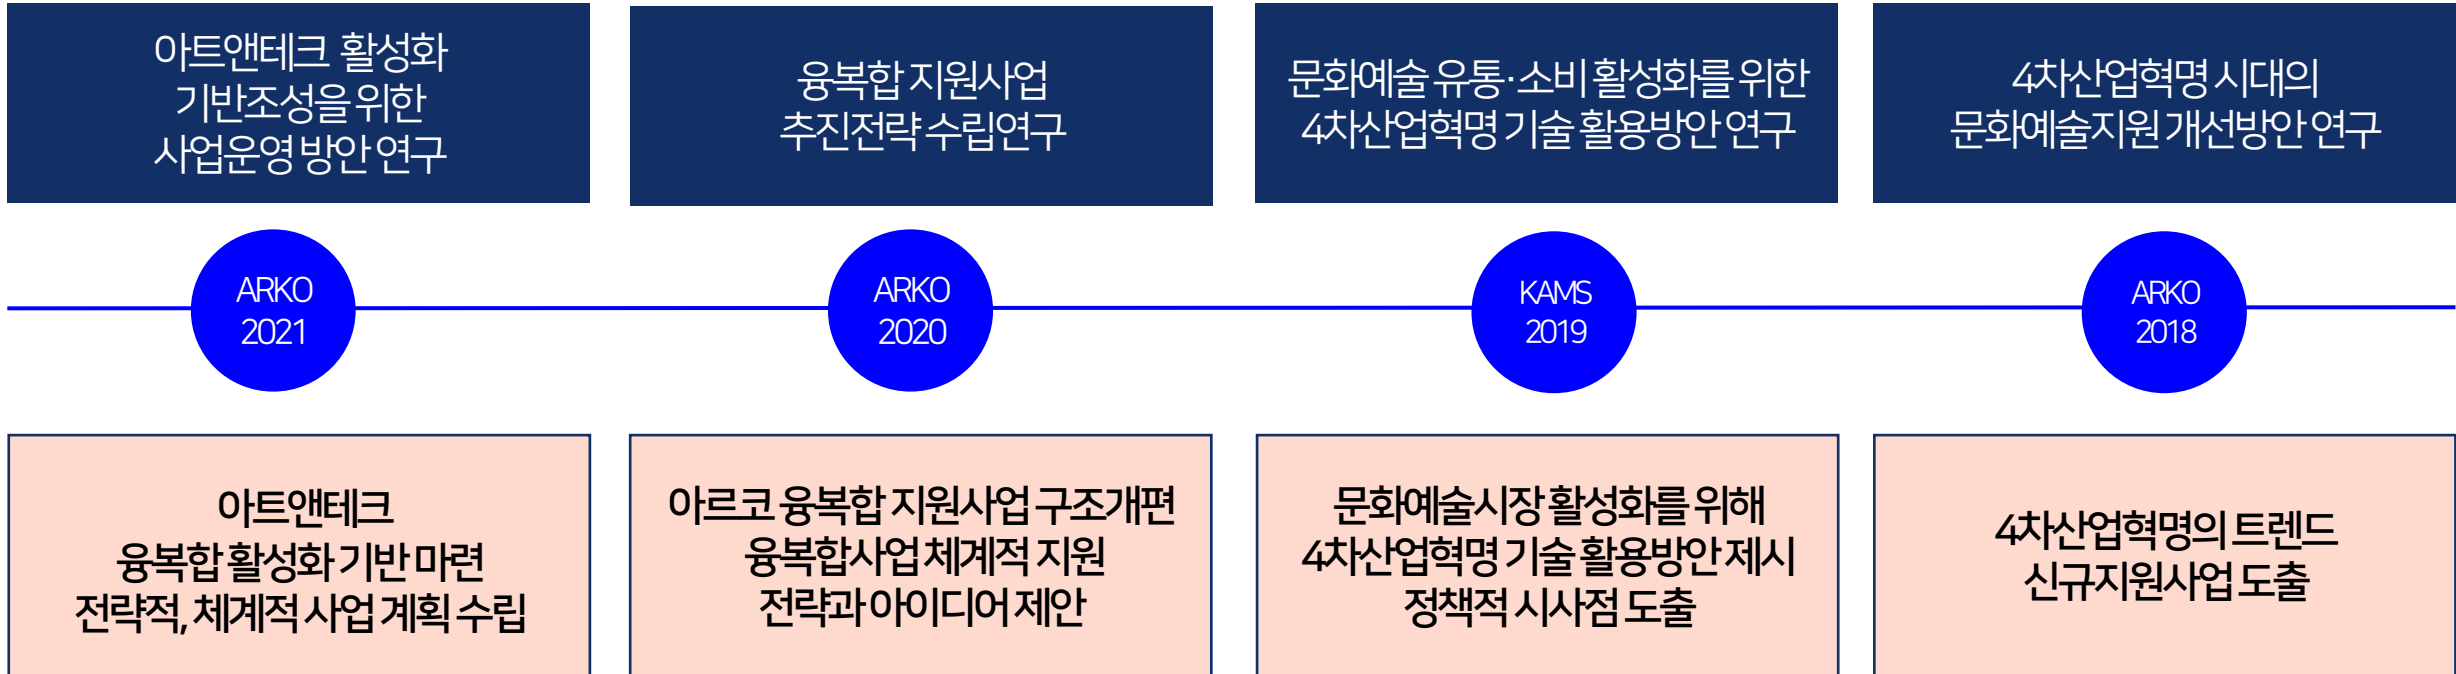 아트앤테크 활성화
기반조성을 위한
사업운영 방안 연구
융복합 지원사업
추진전략 수립연구
문화예술 유통·소비 활성화를 위한
4차산업혁명 기술 활용방안 연구
4차산업혁명 시대의
문화예술지원 개선방안 연구
ARKO
2021
ARKO
2020
KAMS
2019
ARKO
2018
아트앤테크
융복합 활성화 기반 마련
전략적, 체계적 사업 계획 수립
아르코 융복합 지원사업 구조개편
융복합사업 체계적 지원
전략과 아이디어 제안
문화예술시장 활성화를 위해
4차산업혁명 기술 활용방안 제시
정책적 시사점 도출
4차산업혁명의 트렌드
신규지원사업 도출